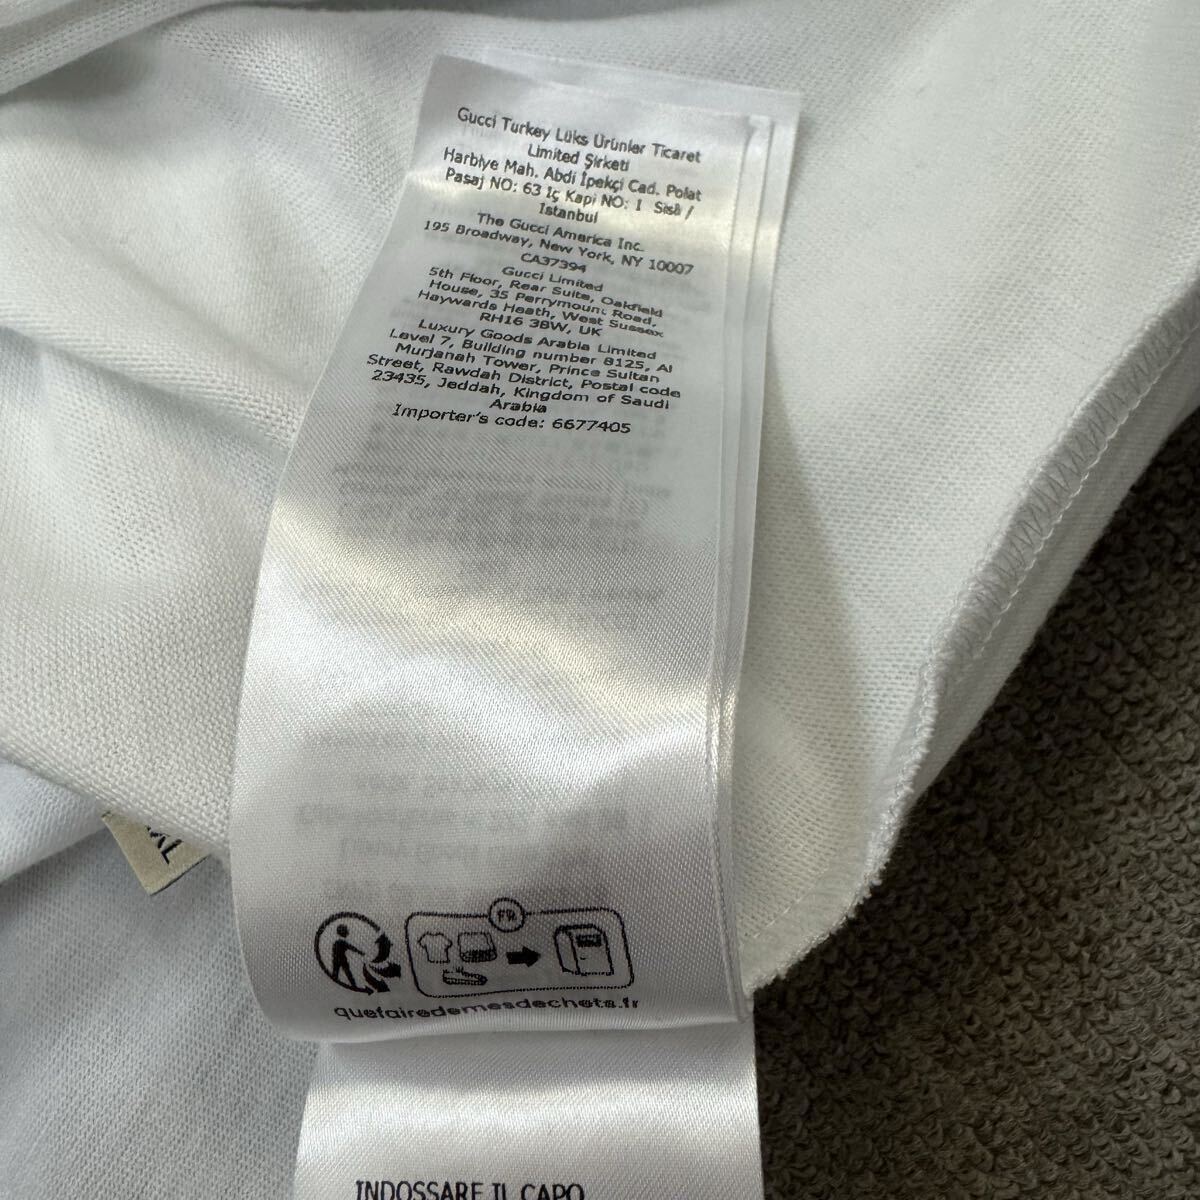 Gucci Turkey Lüks Ürünler Ticaret
Limited Şirketi
Harbiye Mah. Abdi İpekçi Cad. Polat
Pasaj NO: 63 İç Kapi NO: 1 Sisli /
Istanbul
The Gucci America Inc.
195 Broadway, New York, NY 10007
CA37394
Gucci Limited
5th Floor, Rear Suite, Oakfield
House, 35 Perrymount Road,
Haywards Heath, West Sussex
RH16 3BW, UK
Luxury Goods Arabia Limited
Level 7, Building number 8125, Al
Murjanah Tower, Prince Sultan
Street, Rawdah District, Postal code
23435, Jeddah, Kingdom of Saudi
Arabia
Importer's code: 6677405
FR
quefairedemesdechets.fr
INDOSSARE IL CAPO